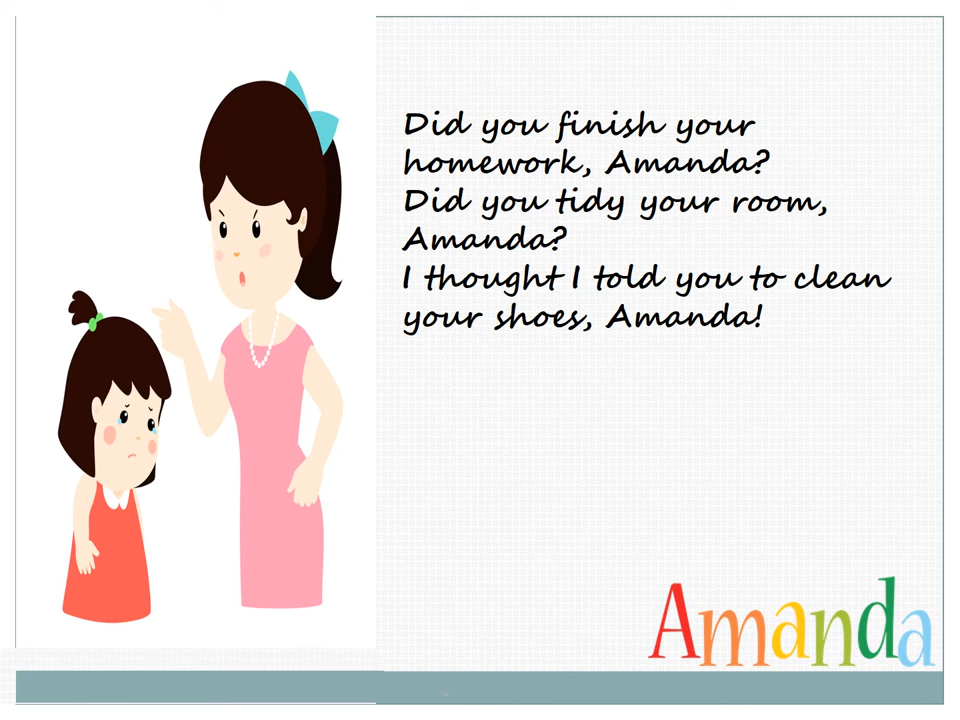 Did you finish your
homework, Amanda?
Did you tidy your room,
Amanda?
I thought I told you to clean
your shoes, Amanda!
Amanda